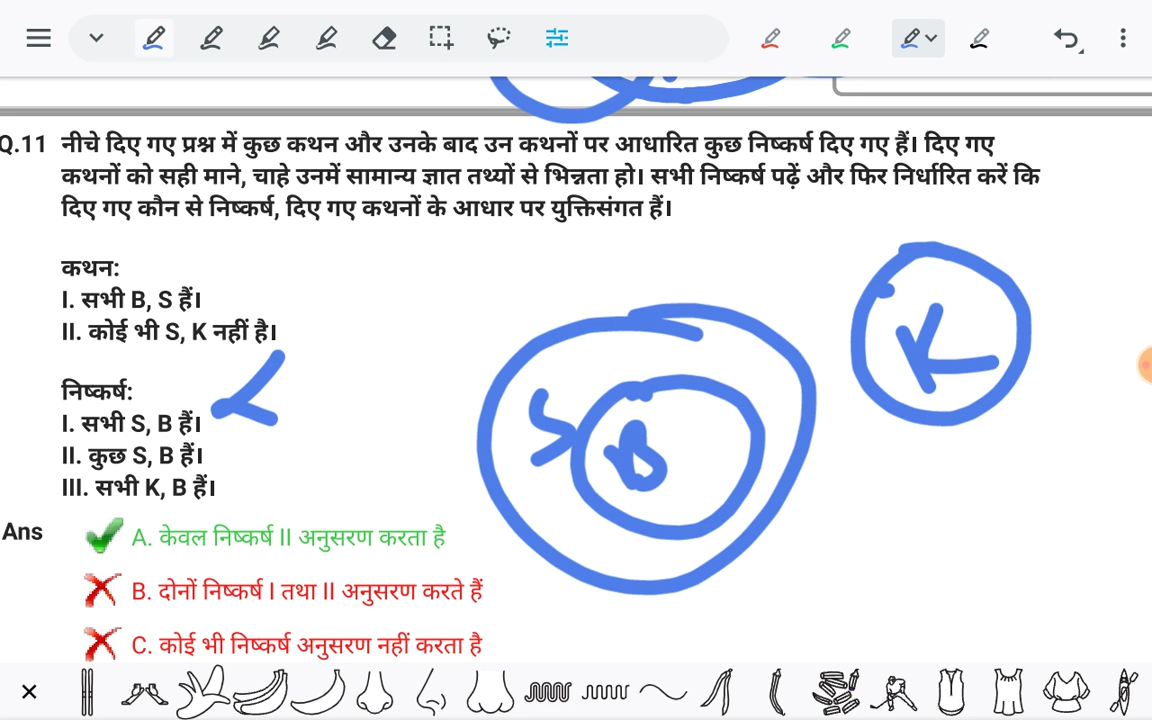 Q.11 नीचे दिए गए प्रश्न में कुछ कथन और उनके बाद उन कथनों पर आधारित कुछ निष्कर्ष दिए गए हैं। दिए गए
कथनों को सही माने, चाहे उनमें सामान्य ज्ञात तथ्यों से भिन्नता हो। सभी निष्कर्ष पढ़ें और फिर निर्धारित करें कि
दिए गए कौन से निष्कर्ष, दिए गए कथनों के आधार पर युक्तिसंगत हैं।
कथन:
I. सभी B, S हैं।
II. कोई भी S, K नहीं है।
K
निष्कर्ष:
I. सभी S, B हैं।
S B
II. कुछ S, B हैं।
III. सभी K, B हैं।
Ans A. केवल निष्कर्ष II अनुसरण करता है
B. दोनों निष्कर्ष I तथा II अनुसरण करते हैं
C. कोई भी निष्कर्ष अनुसरण नहीं करता है